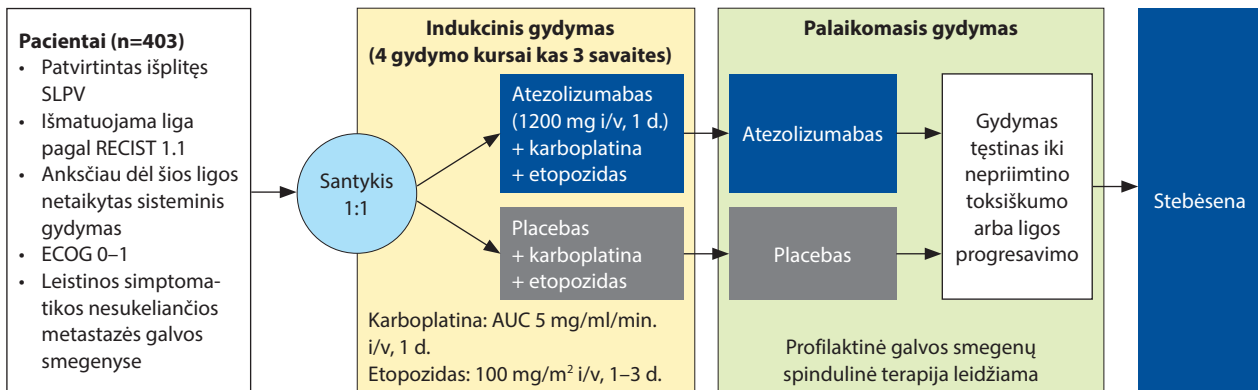 Pacientai (n=403)
• Patvirtintas išplitęs
SLPV
• Išmatuojama liga
pagal RECIST 1.1
• Anksčiau dėl šios ligos
netaikytas sisteminis
gydymas
• ECOG 0–1
• Leistinos simptoma-
tikos nesukeliančios
metastazės galvos
smegenyse
Santykis
1:1
Indukcinis gydymas
(4 gydymo kursai kas 3 savaites)
Atezolizumabas
(1200 mg i/v, 1 d.)
+ karboplatina
+ etopozidas
Placebas
+ karboplatina
+ etopozidas
Karboplatina: AUC 5 mg/ml/min.
i/v, 1 d.
Etopozidas: 100 mg/m² i/v, 1–3 d.
Palaikomasis gydymas
Atezolizumabas
Placebas
Gydymas
tęstinas iki
nepriimtino
toksiškumo
arba ligos
progresavimo
Profilaktinė galvos smegenų
spindulinė terapija leidžiama
Stebėsena